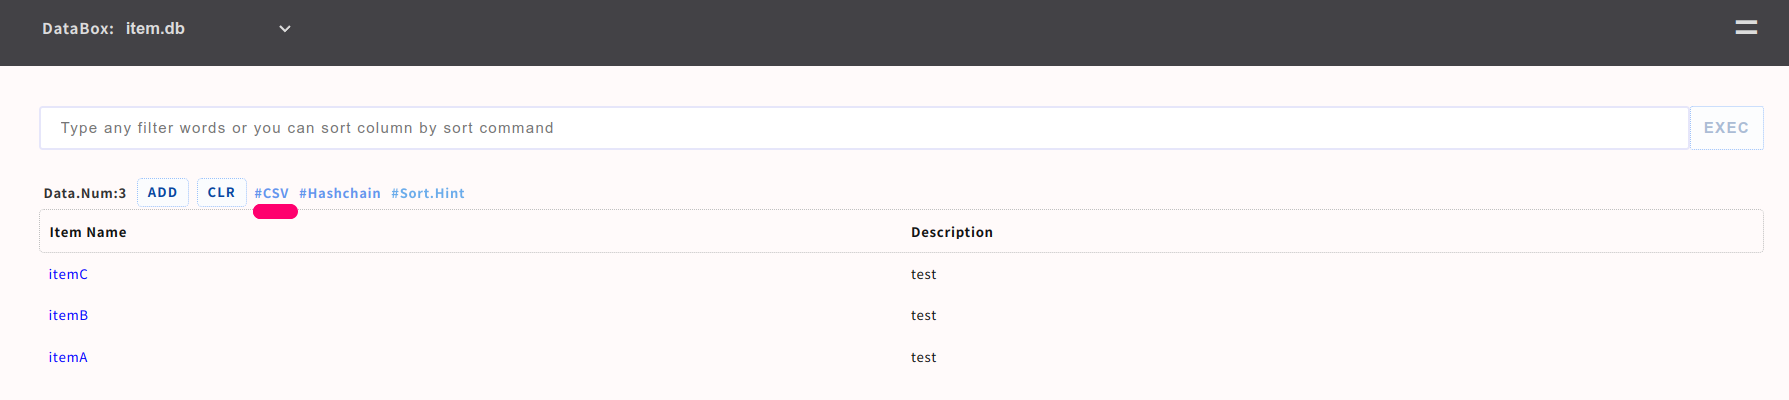 DataBox: item.db
Type any filter words or you can sort column by sort command EXEC
Data.Num:3 ADD CLR #CSV #Hashchain #Sort.Hint
Item Name Description
itemC test
itemB test
itemA test